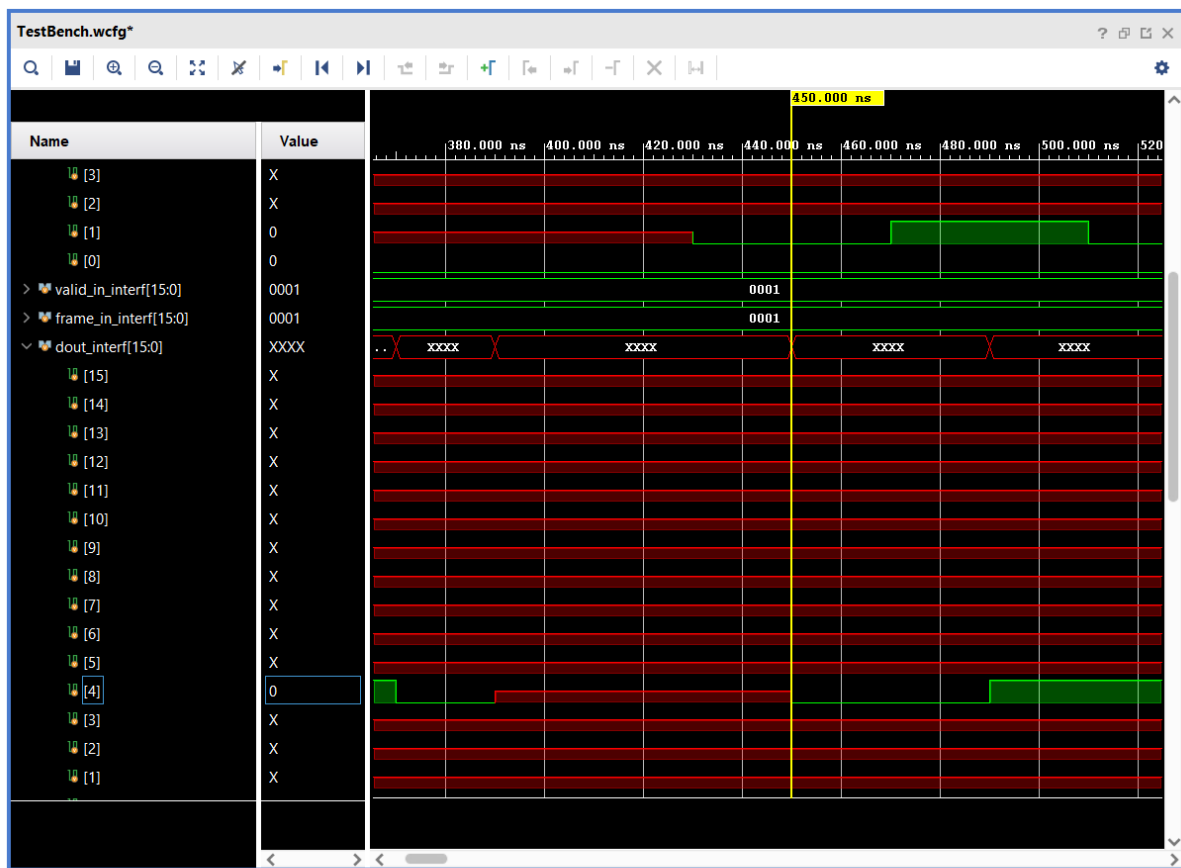 TestBench.wcfg*
450.000 ns
Name Value
380.000 ns 400.000 ns 420.000 ns 440.000 ns 460.000 ns 480.000 ns 500.000 ns 520
[3] X
[2] X
[1] 0
[0] 0
valid_in_interf[15:0] 0001 0001
frame_in_interf[15:0] 0001 0001
dout_interf[15:0] XXXX .. XXXX XXXX XXXX XXXX
[15] X
[14] X
[13] X
[12] X
[11] X
[10] X
[9] X
[8] X
[7] X
[6] X
[5] X
[4] 0
[3] X
[2] X
[1] X